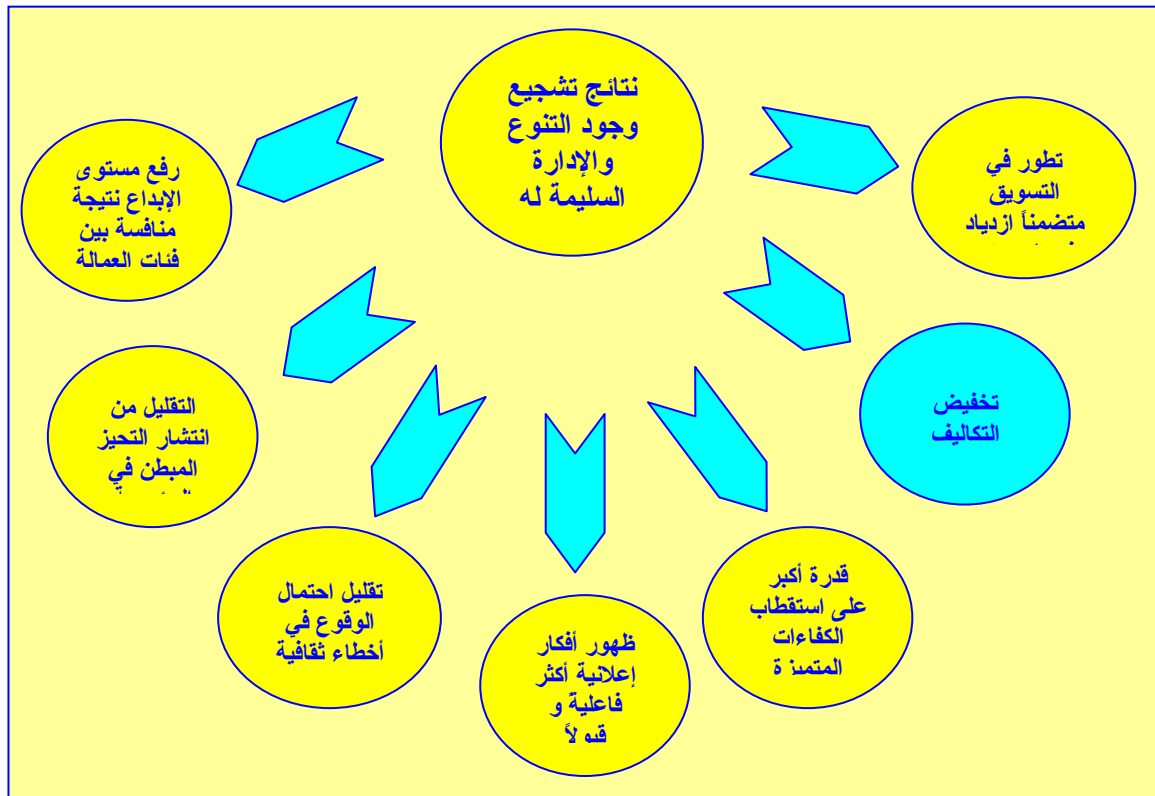 نتائج تشجيع
وجود التنوع
والإدارة
السليمة له
تطور في
التسويق
متضمناً ازدياد
تخفيض
التكاليف
قدرة أكبر
على استقطاب
الكفاءات
المتميزة
ظهور أفكار
إعلانية أكثر
فاعلية و
قبولاً
تقليل احتمال
الوقوع في
أخطاء ثقافية
التقليل من
انتشار التحيز
المبطن في
رفع مستوى
الإبداع نتيجة
منافسة بين
فئات العمالة